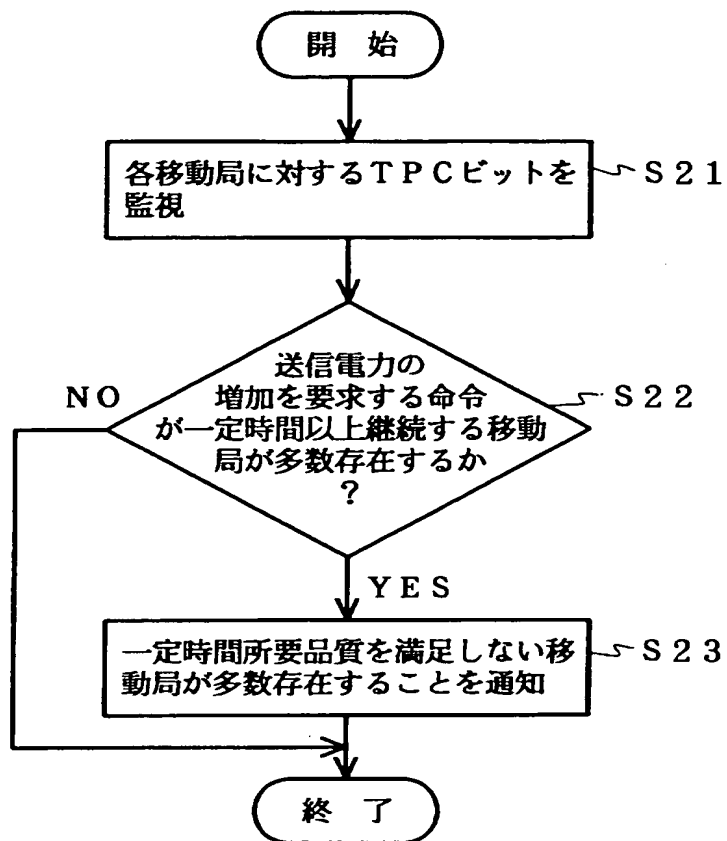 開 始
各移動局に対するTPCビットを
監視
S21
送信電力の
増加を要求する命令
が一定時間以上継続する移動
局が多数存在するか
?
S22
NO
YES
一定時間所要品質を満足しない移
動局が多数存在することを通知
S23
終 了